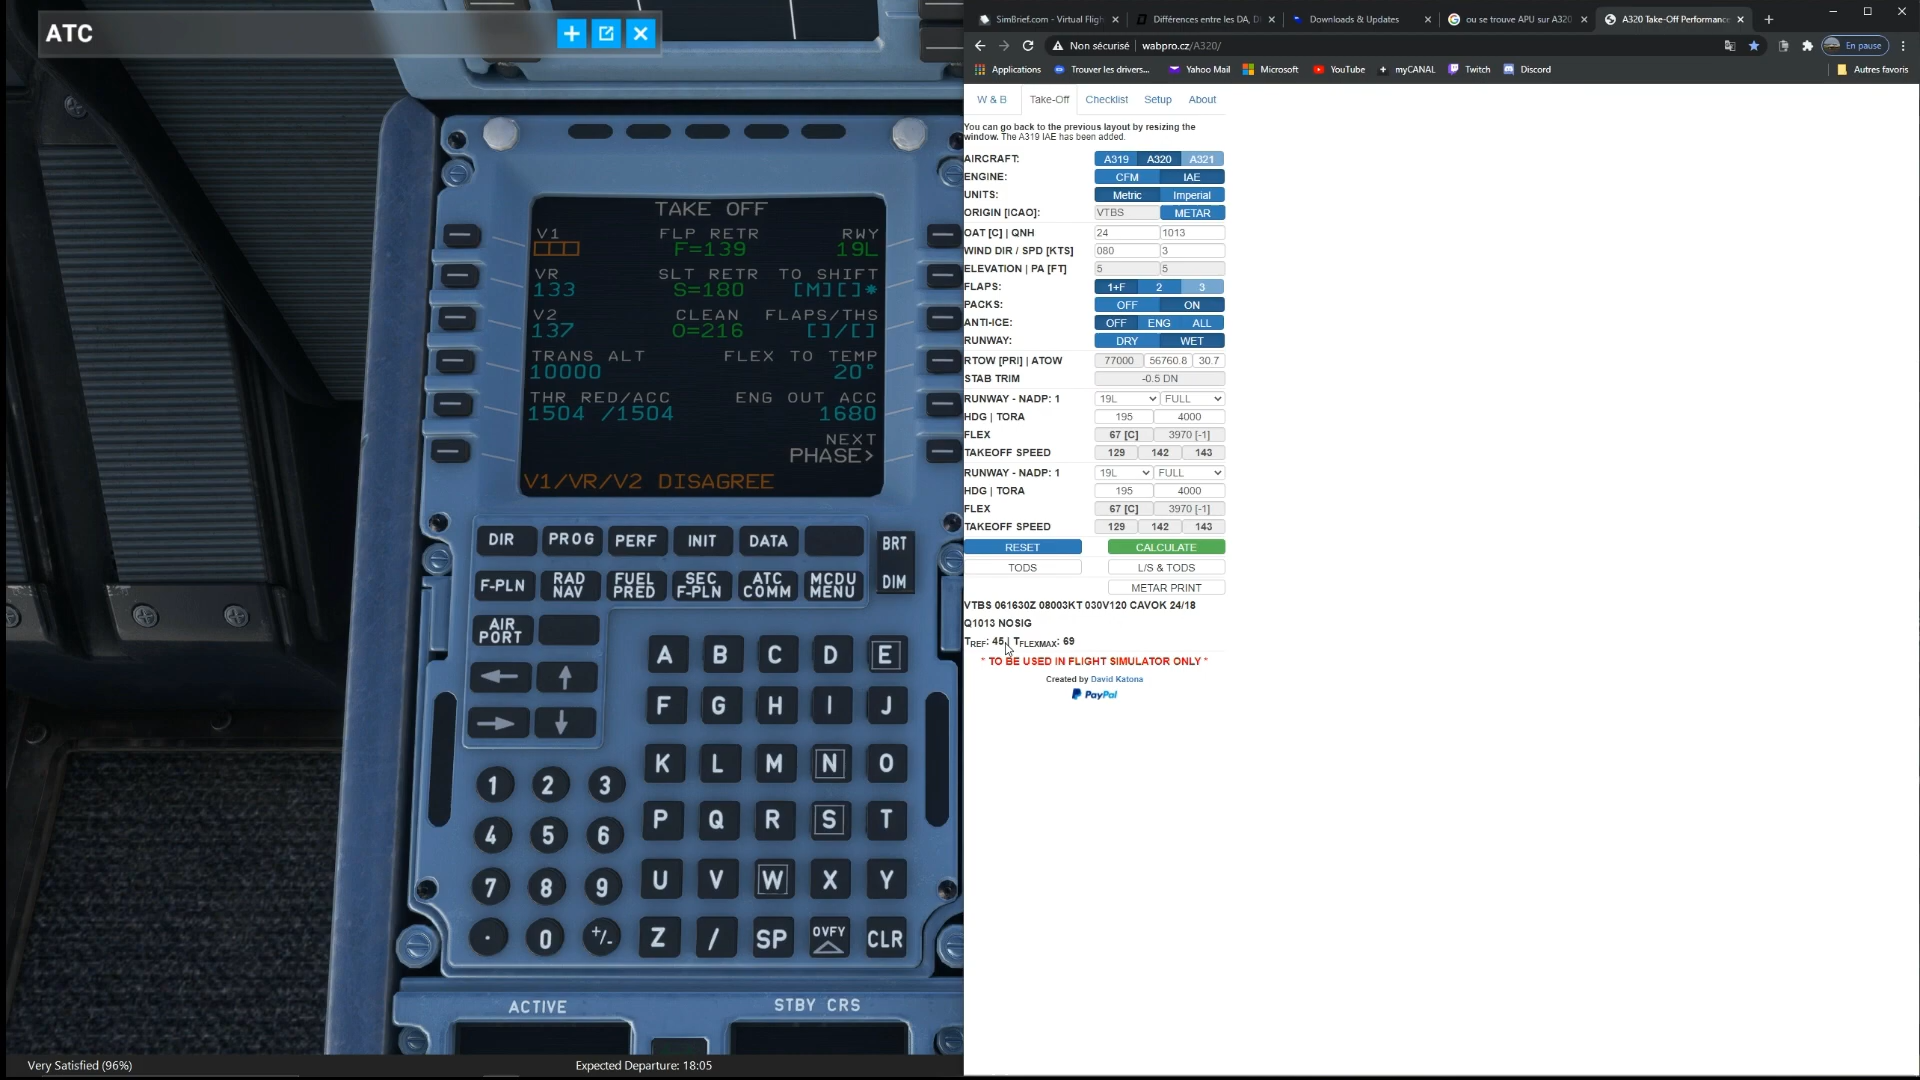 ATC
TAKE OFF
V1 FLP RETR RWY
F=139 19L
VR SLT RETR TO SHIFT
133 S=180 [M][]*
V2 CLEAN FLAPS/THS
137 O=216 []/[]
TRANS ALT FLEX TO TEMP
10000 20°
THR RED/ACC ENG OUT ACC
1504 /1504 1680
NEXT
PHASE>
V1/VR/V2 DISAGREE
DIR PROG PERF INIT DATA BRT
DIM
F-PLN RAD NAV FUEL PRED SEC F-PLN ATC COMM MCDU MENU
AIR PORT
A B C D E
F G H I J
K L M N O
1 2 3
P Q R S T
4 5 6
U V W X Y
7 8 9
Z / SP OVFY CLR
. 0 +/-
ACTIVE STBY CRS
Very Satisfied (96%) Expected Departure: 18:05
SimBrief.com - Virtual Fligh Différences entre les DA, D Downloads & Updates ou se trouve APU sur A320 A320 Take-Off Performance
Non sécurisé wabpro.cz/A320/ En pause
Applications Trouver les drivers... Yahoo Mail Microsoft YouTube myCANAL Twitch Discord Autres favoris
W & B Take-Off Checklist Setup About
You can go back to the previous layout by resizing the
window. The A319 IAE has been added.
AIRCRAFT: A319 A320 A321
ENGINE: CFM IAE
UNITS: Metric Imperial
ORIGIN [ICAO]: VTBS METAR
OAT [C] | QNH 24 1013
WIND DIR / SPD [KTS] 080 3
ELEVATION | PA [FT] 5 5
FLAPS: 1+F 2 3
PACKS: OFF ON
ANTI-ICE: OFF ENG ALL
RUNWAY: DRY WET
RTOW [PRI] | ATOW 77000 56760.8 30.7
STAB TRIM -0.5 DN
RUNWAY - NADP: 1 19L FULL
HDG | TORA 195 4000
FLEX 67 [C] 3970 [-1]
TAKEOFF SPEED 129 142 143
RUNWAY - NADP: 1 19L FULL
HDG | TORA 195 4000
FLEX 67 [C] 3970 [-1]
TAKEOFF SPEED 129 142 143
RESET CALCULATE
TODS L/S & TODS
METAR PRINT
VTBS 061630Z 08003KT 030V120 CAVOK 24/18
Q1013 NOSIG
TREF: 45 | TFLEXMAX: 69
* TO BE USED IN FLIGHT SIMULATOR ONLY *
Created by David Katona
PayPal